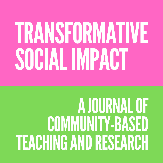 TRANSFORMATIVE
SOCIAL IMPACT
A JOURNAL OF
COMMUNITY-BASED
TEACHING AND RESEARCH